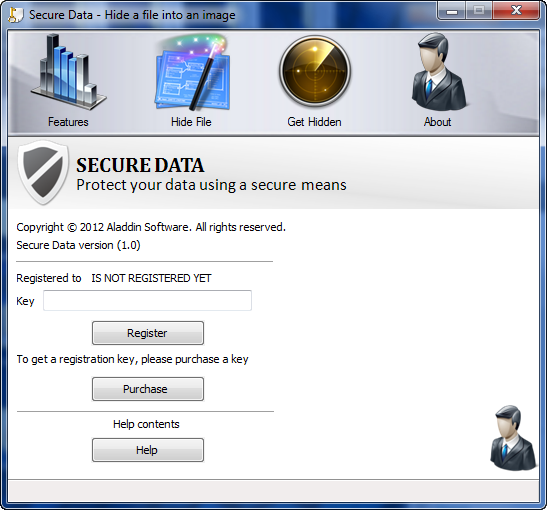 Secure Data - Hide a file into an image
Features
Hide File
Get Hidden
About
SECURE DATA
Protect your data using a secure means
Copyright © 2012 Aladdin Software. All rights reserved.
Secure Data version (1.0)
Registered to IS NOT REGISTERED YET
Key
Register
To get a registration key, please purchase a key
Purchase
Help contents
Help